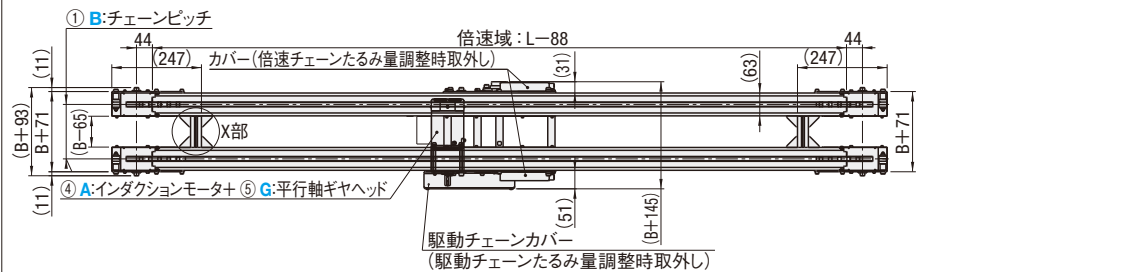 ① B:チェーンピッチ
44
倍速域：L−88
44
(247)
カバー(倍速チェーンたるみ量調整時取外し)
(31)
(63)
(247)
(11)
(B+93)
B+71
(B−65)
X部
B+71
④ A:インダクションモータ+ ⑤ G:平行軸ギヤヘッド
(11)
(51)
(B+145)
駆動チェーンカバー
(駆動チェーンたるみ量調整時取外し)